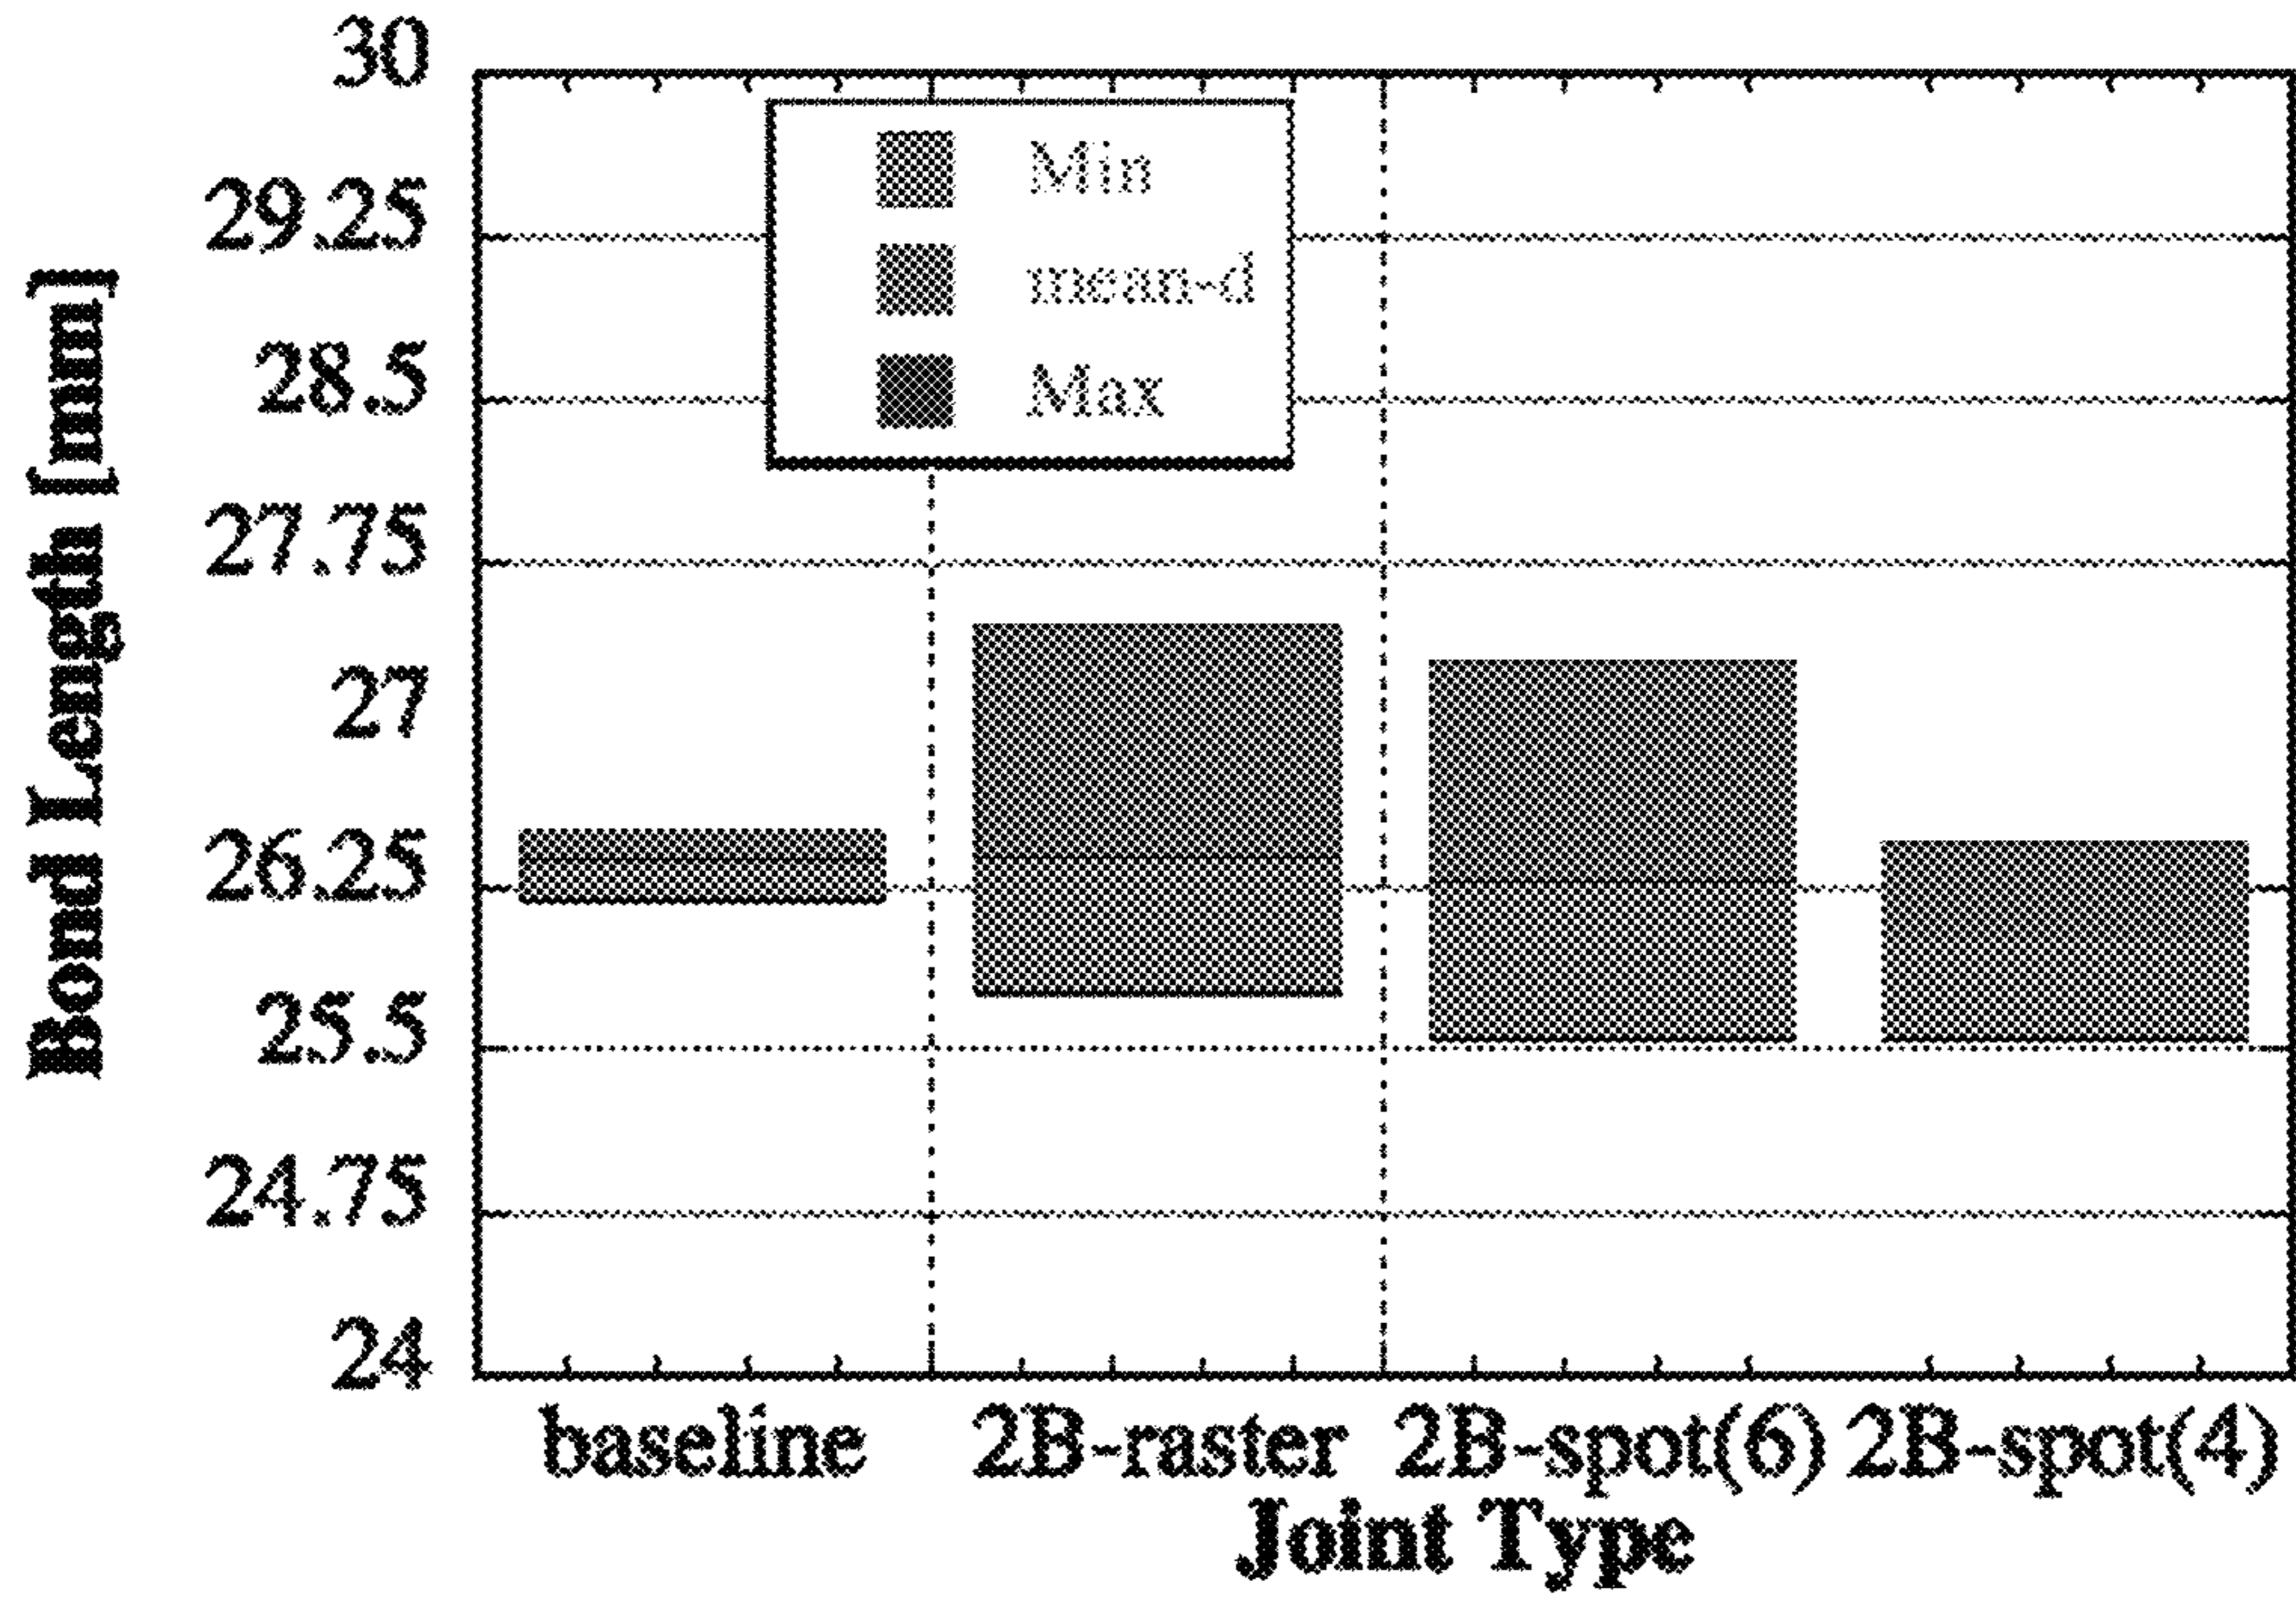 30
29.25
28.5
27.75
27
26.25
25.5
24.75
24
Bond Length [mm]
Min
mean-d
Max
baseline 2B-raster 2B-spot(6) 2B-spot(4)
Joint Type